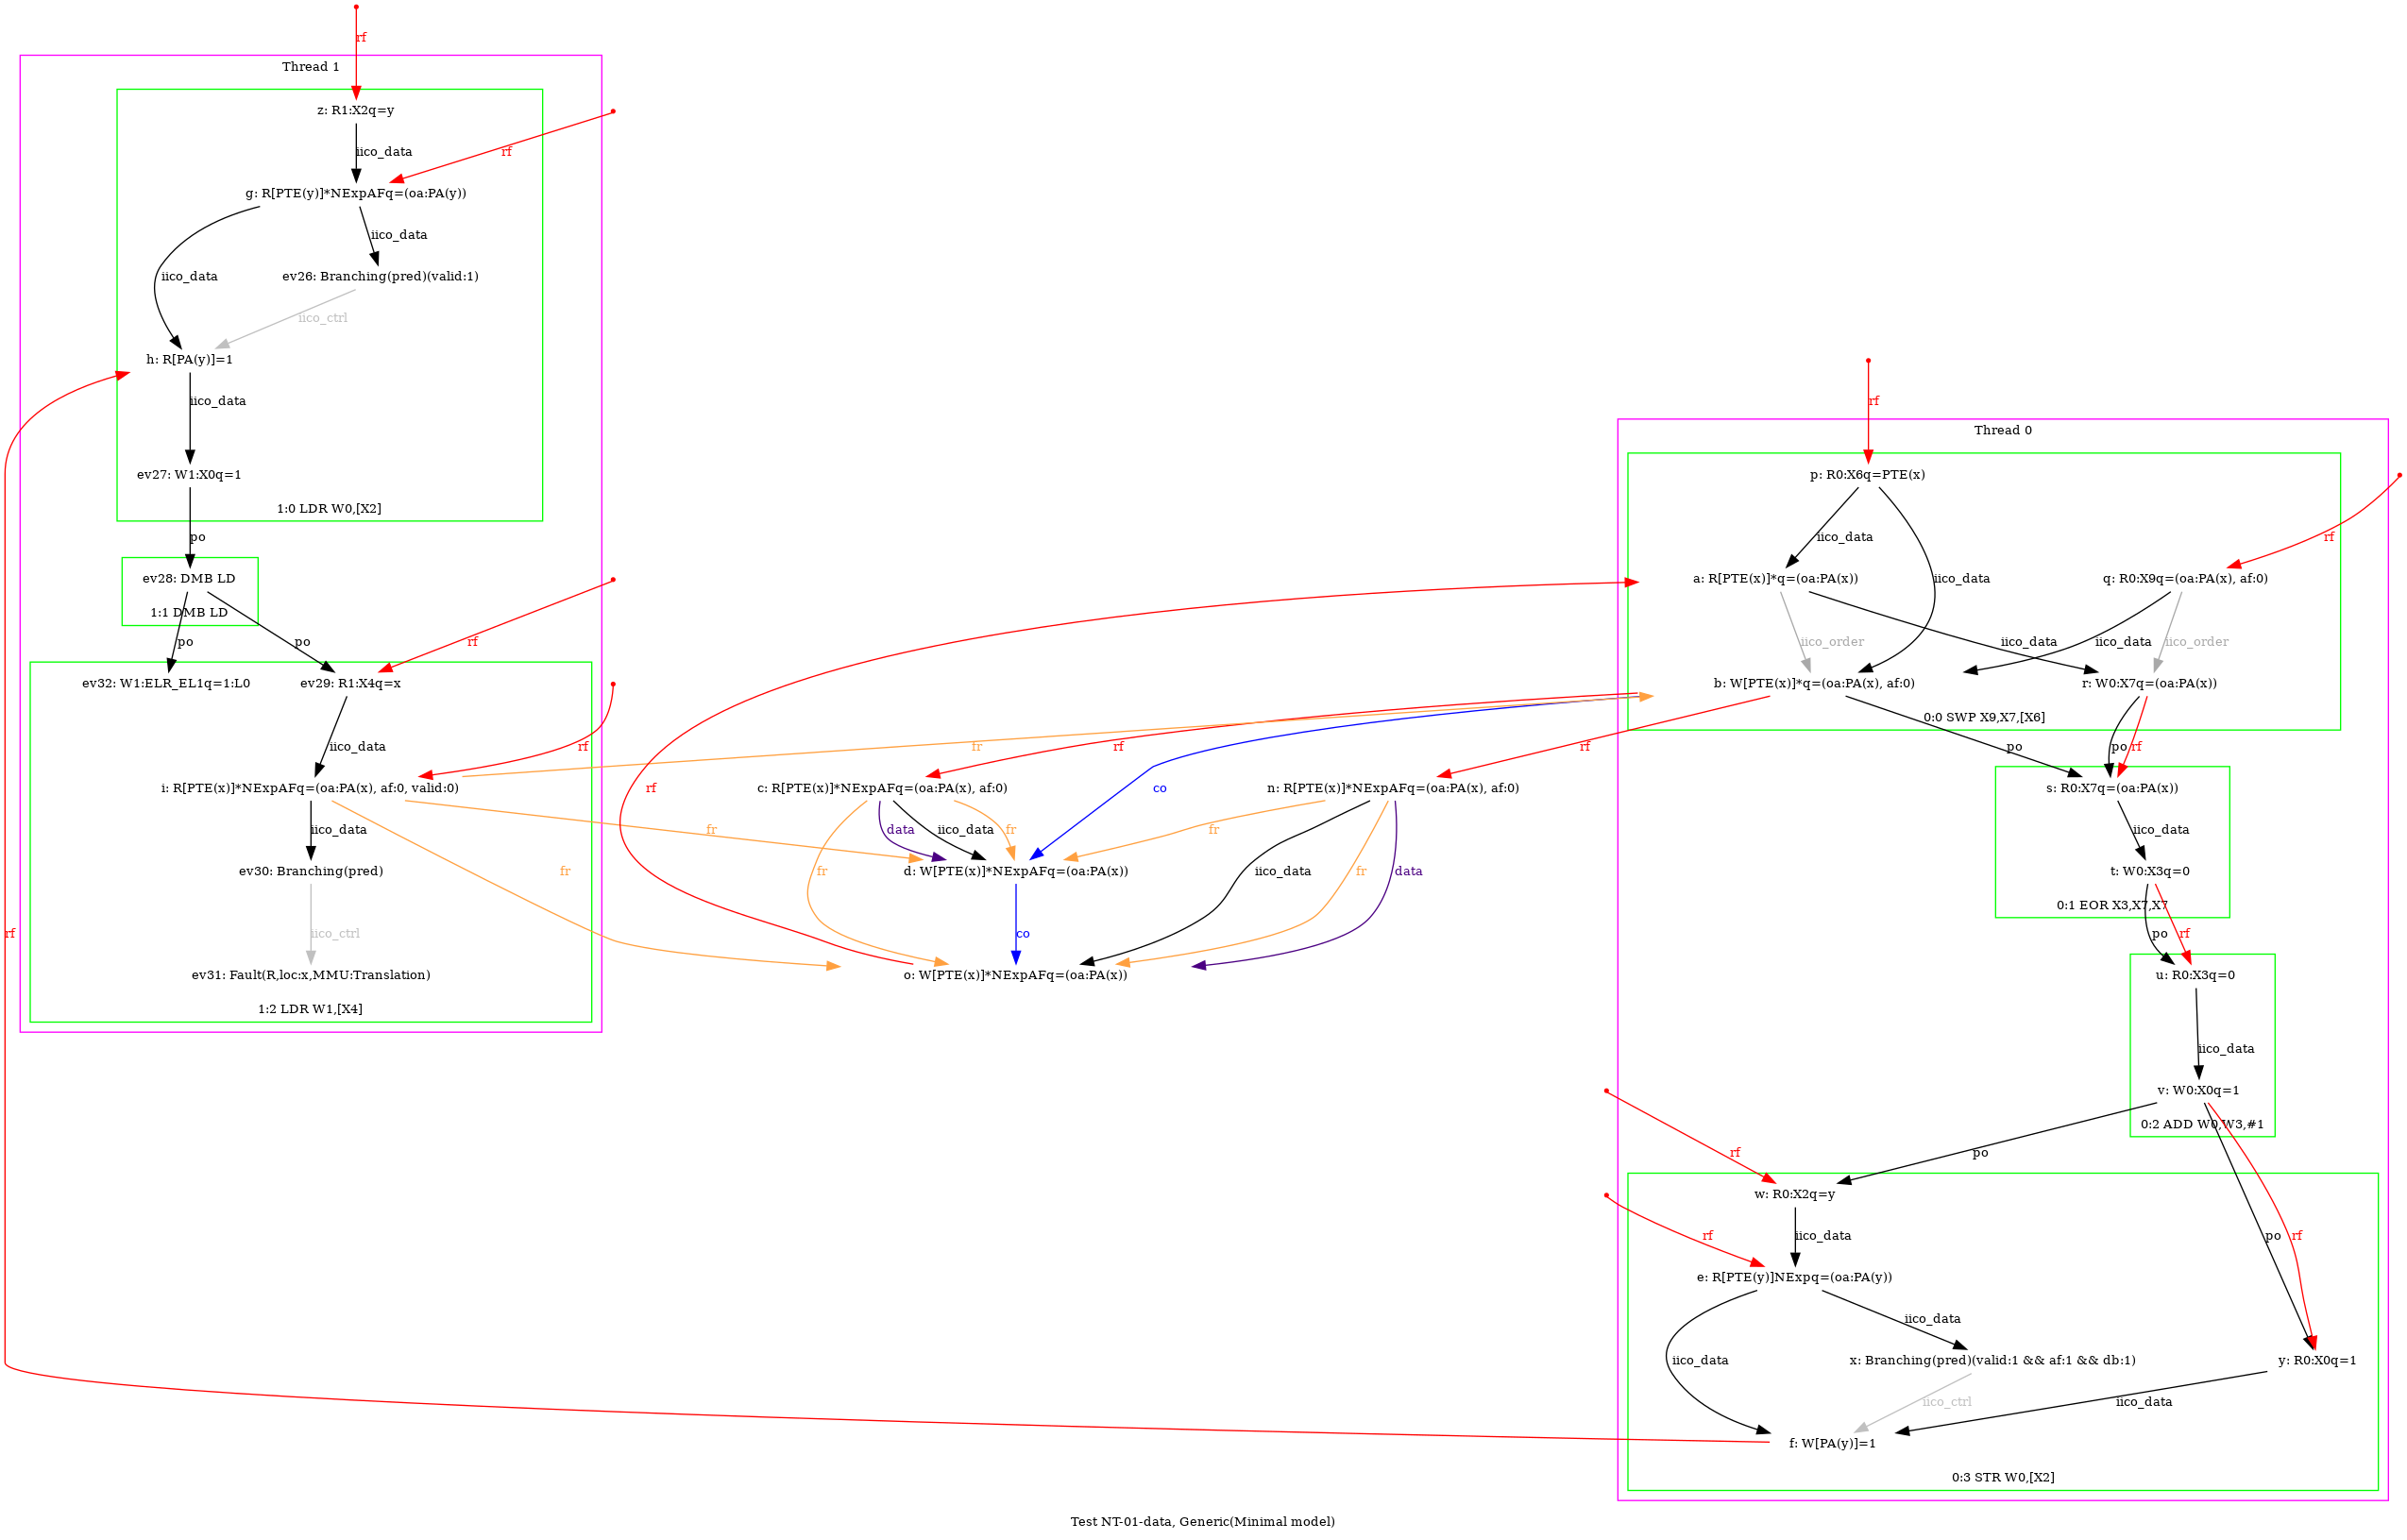 rf
Thread 1
z: R1:X2q=y
iico_data
rf
g: R[PTE(y)]*NExpAFq=(oa:PA(y))
iico_data
iico_data
ev26: Branching(pred)(valid:1)
iico_ctrl
h: R[PA(y)]=1
iico_data
ev27: W1:X0q=1
1:0 LDR W0,[X2]
po
ev28: DMB LD
1:1 DMB LD
po
po
rf
ev32: W1:ELR_EL1q=1:L0
ev29: R1:X4q=x
iico_data
rf
i: R[PTE(x)]*NExpAFq=(oa:PA(x), af:0, valid:0)
iico_data
ev30: Branching(pred)
iico_ctrl
ev31: Fault(R,loc:x,MMU:Translation)
1:2 LDR W1,[X4]
rf
fr
fr
fr
rf
rf
rf
co
c: R[PTE(x)]*NExpAFq=(oa:PA(x), af:0)
n: R[PTE(x)]*NExpAFq=(oa:PA(x), af:0)
data
iico_data
fr
fr
fr
d: W[PTE(x)]*NExpAFq=(oa:PA(x))
iico_data
fr
data
co
o: W[PTE(x)]*NExpAFq=(oa:PA(x))
rf
Thread 0
p: R0:X6q=PTE(x)
iico_data
rf
a: R[PTE(x)]*q=(oa:PA(x))
iico_data
q: R0:X9q=(oa:PA(x), af:0)
iico_order
iico_data
iico_data
iico_order
b: W[PTE(x)]*q=(oa:PA(x), af:0)
r: W0:X7q=(oa:PA(x))
0:0 SWP X9,X7,[X6]
po
po
rf
s: R0:X7q=(oa:PA(x))
iico_data
t: W0:X3q=0
0:1 EOR X3,X7,X7
po
rf
u: R0:X3q=0
iico_data
v: W0:X0q=1
0:2 ADD W0,W3,#1
rf
po
w: R0:X2q=y
rf
iico_data
po
rf
e: R[PTE(y)]NExpq=(oa:PA(y))
iico_data
iico_data
x: Branching(pred)(valid:1 && af:1 && db:1)
y: R0:X0q=1
iico_ctrl
iico_data
f: W[PA(y)]=1
0:3 STR W0,[X2]
Test NT-01-data, Generic(Minimal model)